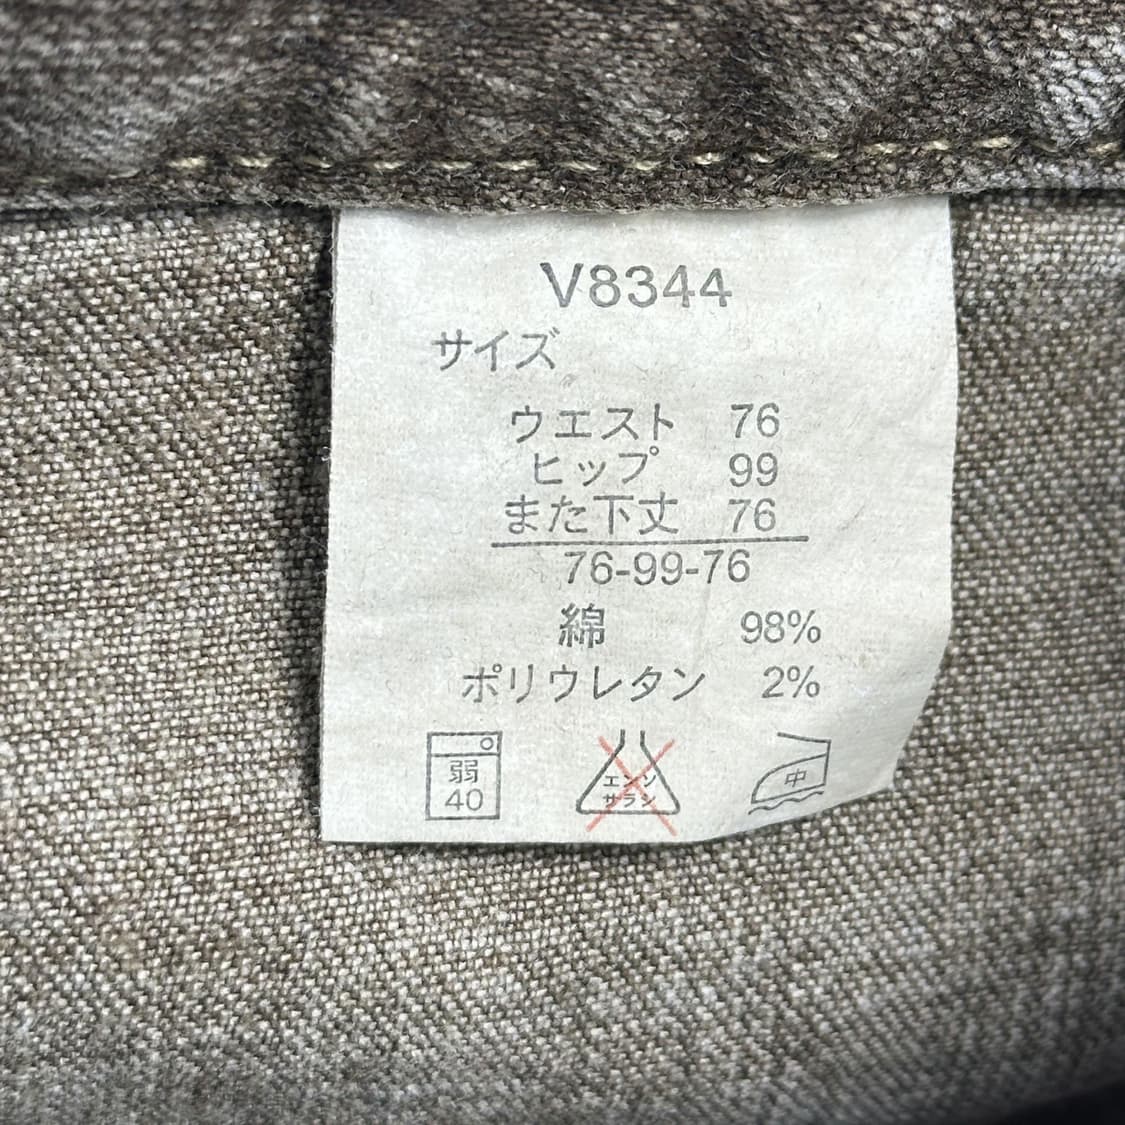 V8344
サイズ
ウエスト 76
ヒップ 99
また下丈 76
76-99-76
綿 98%
ポリウレタン 2%
弱
40
エンソ
サラシ
中